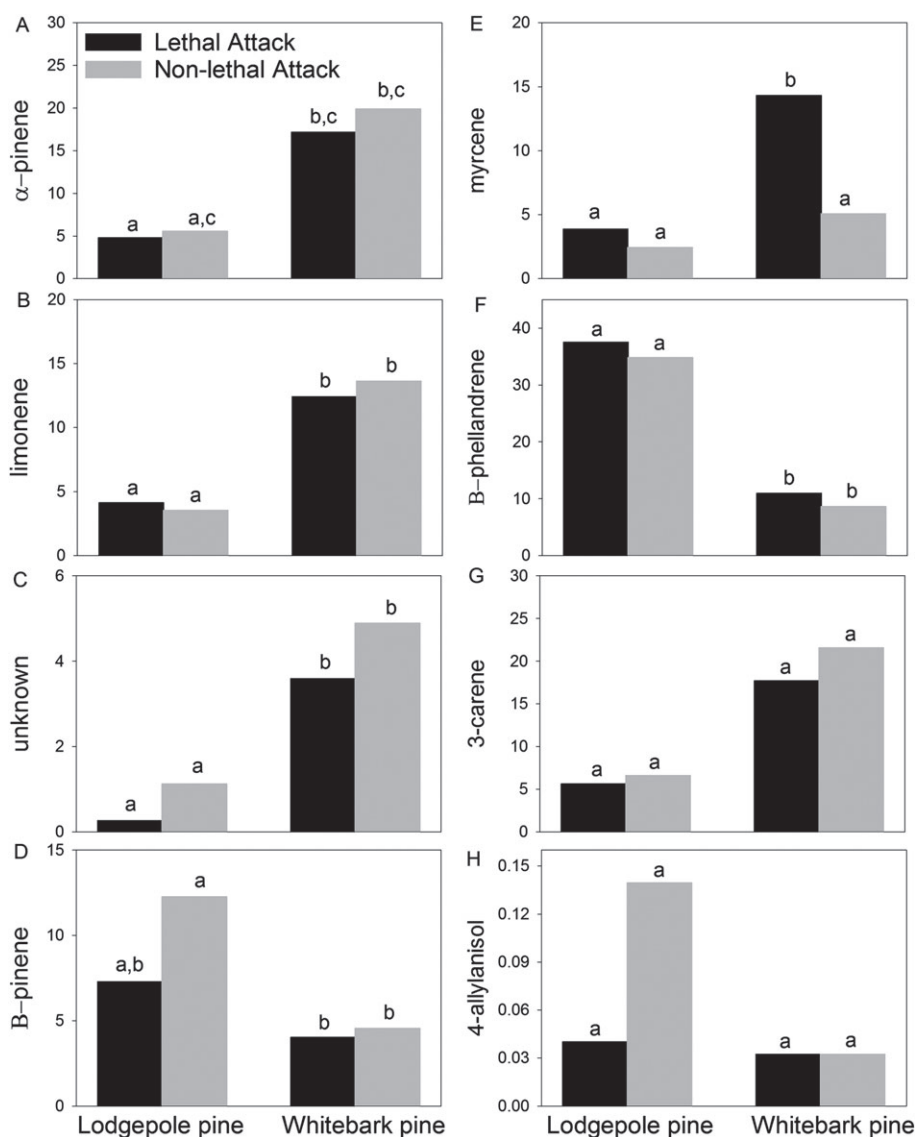 A
30
25
20
15
10
5
0
α–pinene
Lethal Attack
Non-lethal Attack
a
a,c
b,c
b,c
B
20
15
10
5
0
limonene
a
a
b
b
C
6
4
2
0
unknown
a
a
b
b
D
15
10
5
0
B–pinene
a,b
a
b
b
Lodgepole pine
Whitebark pine
E
20
15
10
5
0
myrcene
a
a
b
a
F
40
30
20
10
0
B–phellandrene
a
a
b
b
G
30
25
20
15
10
5
0
3-carene
a
a
a
a
H
0.15
0.12
0.09
0.06
0.03
0.00
4-allylanisol
a
a
a
a
Lodgepole pine
Whitebark pine